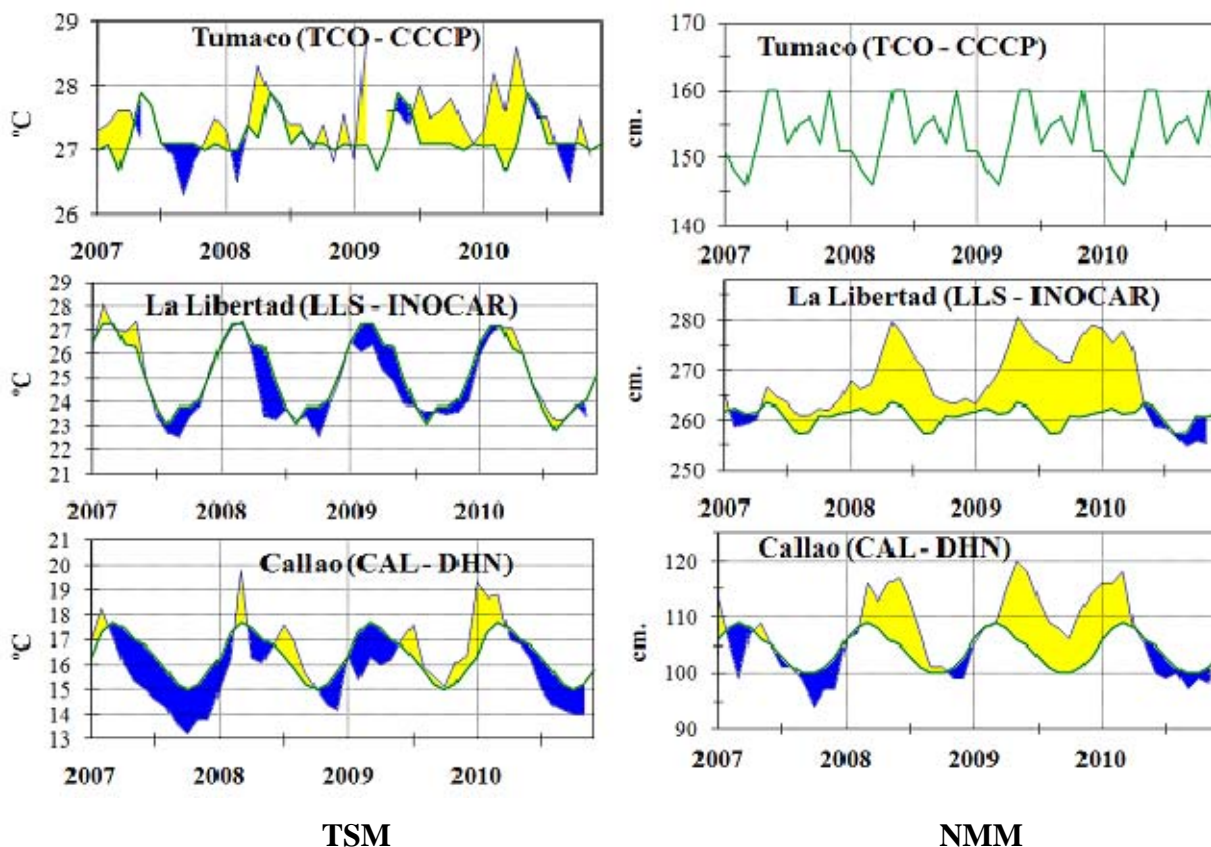 Tumaco (TCO - CCCP)
ºC
29
28
27
26
2007 2008 2009 2010
Tumaco (TCO - CCCP)
cm.
170
160
150
140
2007 2008 2009 2010
La Libertad (LLS - INOCAR)
ºC
29
28
27
26
25
24
23
22
21
2007 2008 2009 2010
La Libertad (LLS - INOCAR)
cm.
280
270
260
250
2007 2008 2009 2010
Callao (CAL - DHN)
ºC
21
20
19
18
17
16
15
14
13
2007 2008 2009 2010
Callao (CAL - DHN)
cm.
120
110
100
90
2007 2008 2009 2010
TSM
NMM